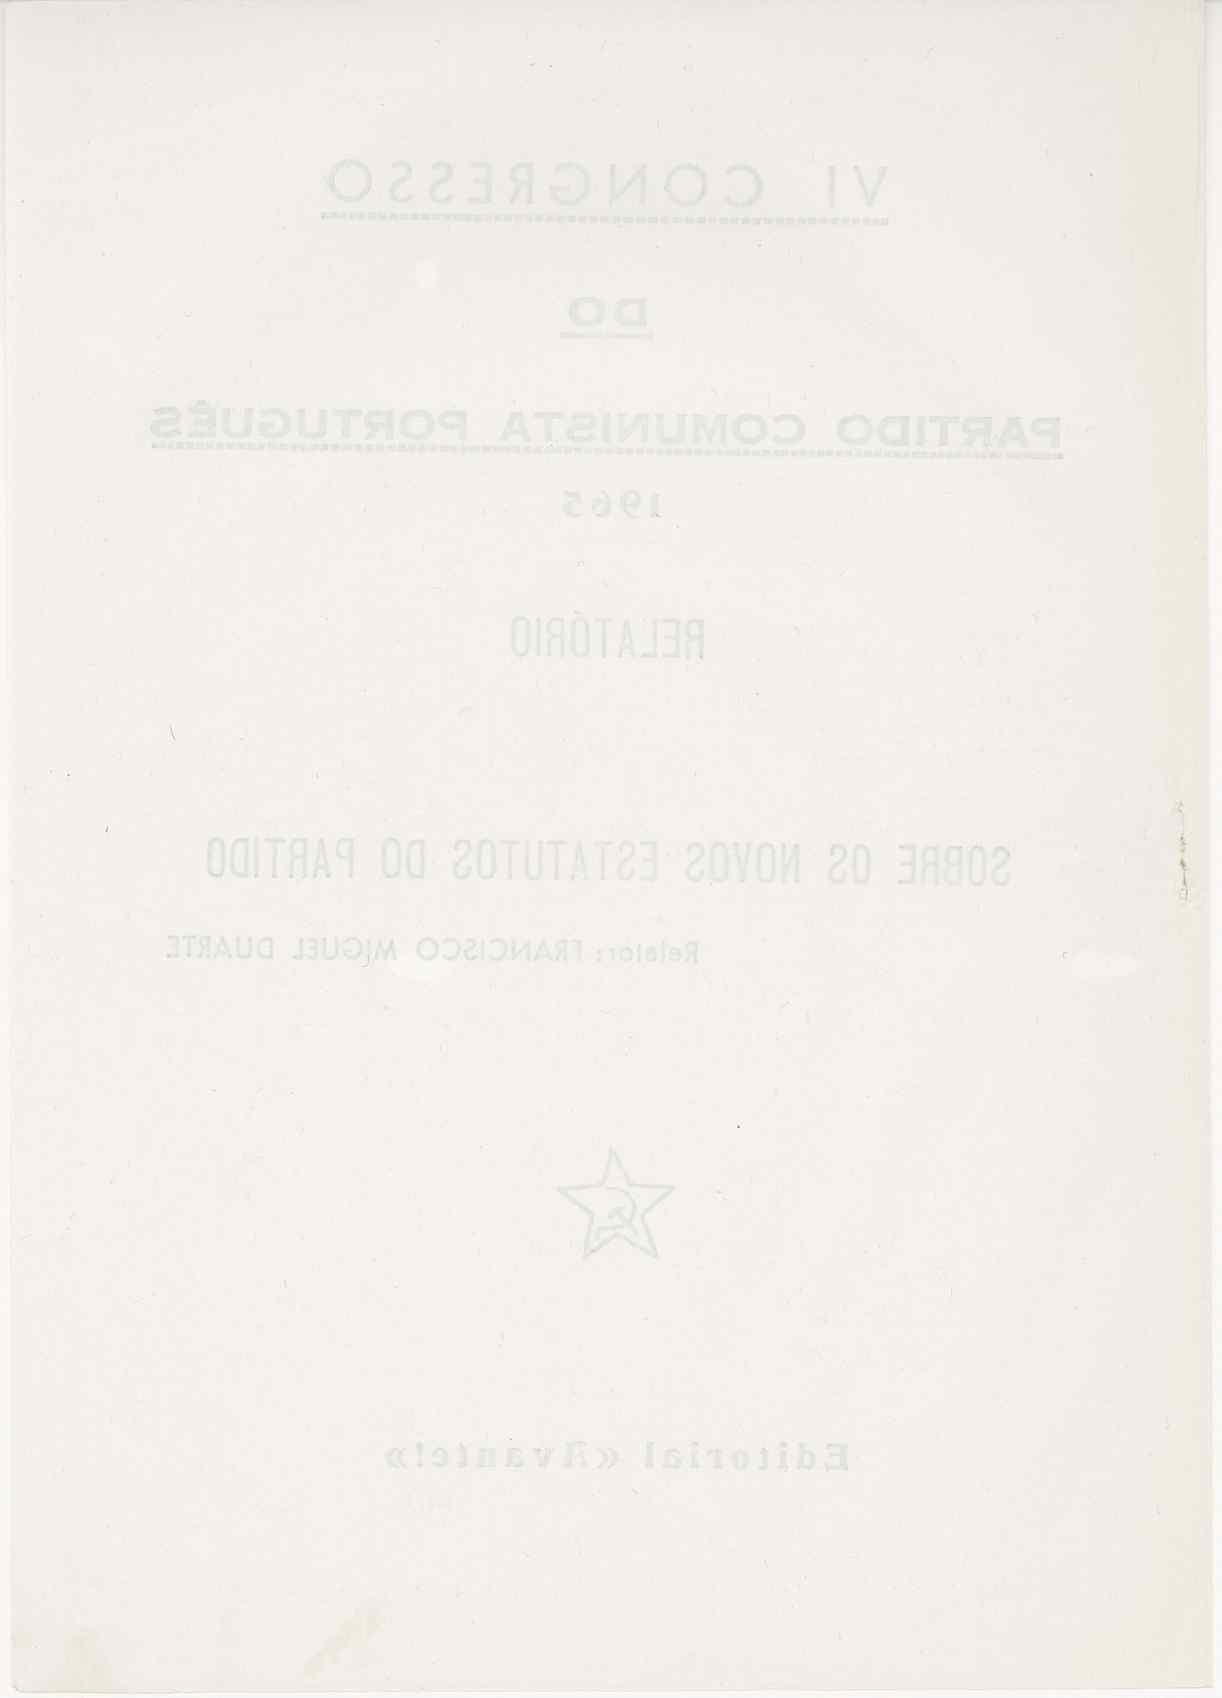 VI CONGRESSO
DO
PARTIDO COMUNISTA PORTUGUÊS
1965
RELATÓRIO
SOBRE OS NOVOS ESTATUTOS DO PARTIDO
Relator: FRANCISCO MIGUEL DUARTE
Editorial «Avante!»